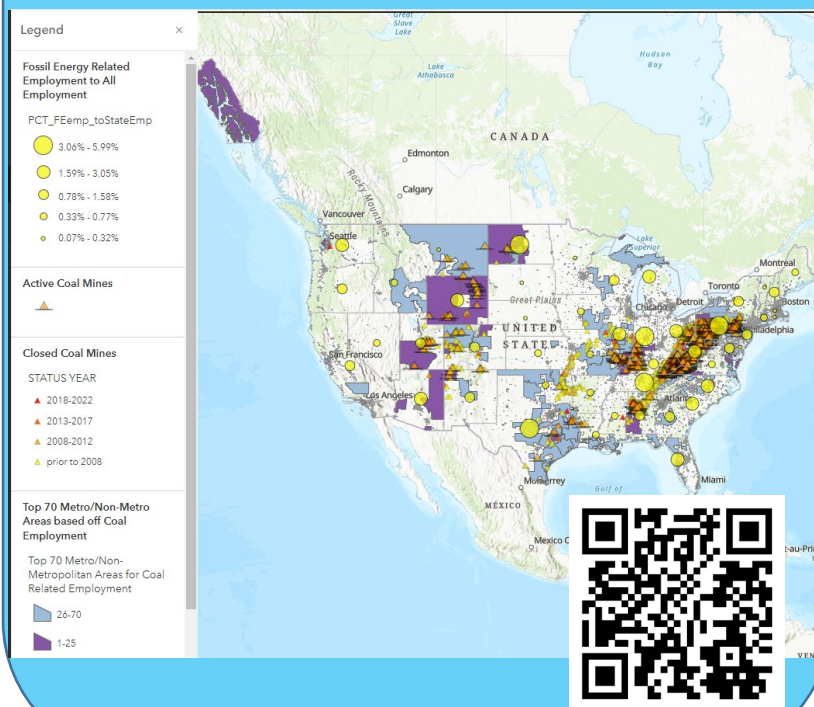 Legend
×
Fossil Energy Related
Employment to All
Employment
PCT_FEemp_toStateEmp
3.06% - 5.99%
1.59% - 3.05%
0.78% - 1.58%
0.33% - 0.77%
0.07% - 0.32%
Active Coal Mines
Closed Coal Mines
STATUS YEAR
2018-2022
2013-2017
2008-2012
prior to 2008
Top 70 Metro/Non-Metro
Areas based off Coal
Employment
Top 70 Metro/Non-
Metropolitan Areas for Coal
Related Employment
26-70
1-25
Great
Slave
Lake
Lake
Athabasca
Hudson
Bay
CANADA
Edmonton
Rocky Mountains
Calgary
Vancouver
Seattle
Lake
Superior
Montreal
Toronto
Great Plains
Chicago
Detroit
Boston
UNITED
STATES
San Francisco
Los Angeles
Atlanta
Monterrey
Miami
Gulf of
MÉXICO
Mexico C
-au-Pri
VEN